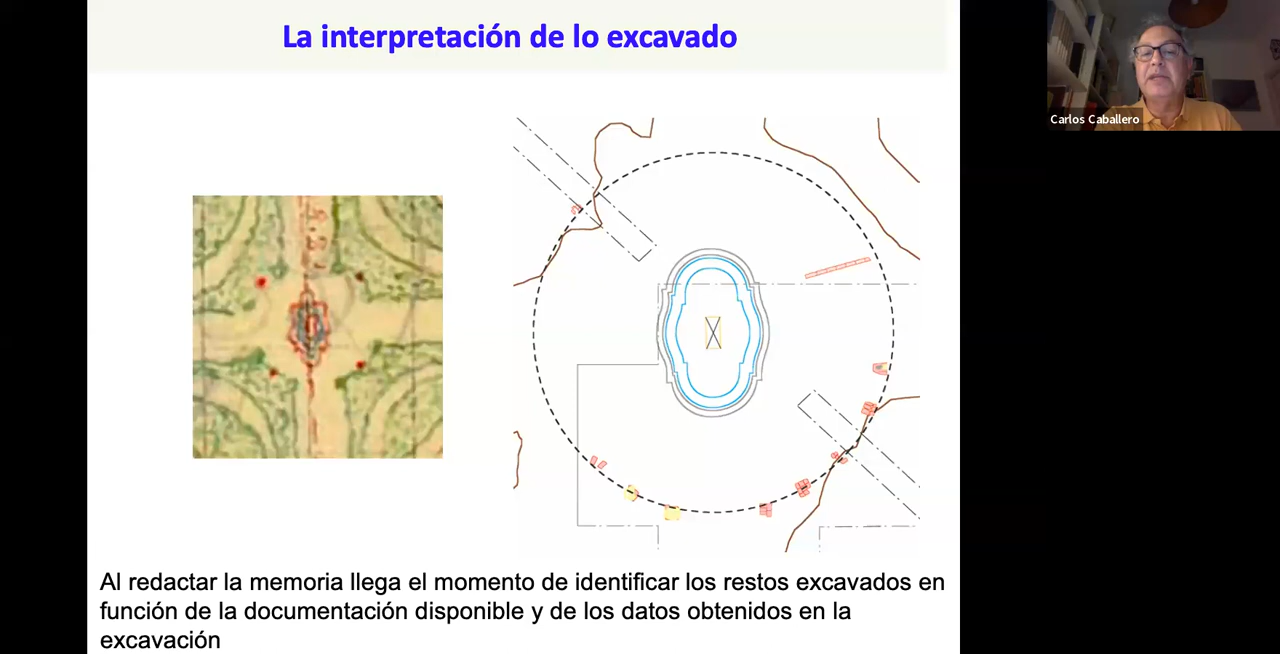 La interpretación de lo excavado
Carlos Caballero
Al redactar la memoria llega el momento de identificar los restos excavados en
función de la documentación disponible y de los datos obtenidos en la
excavación